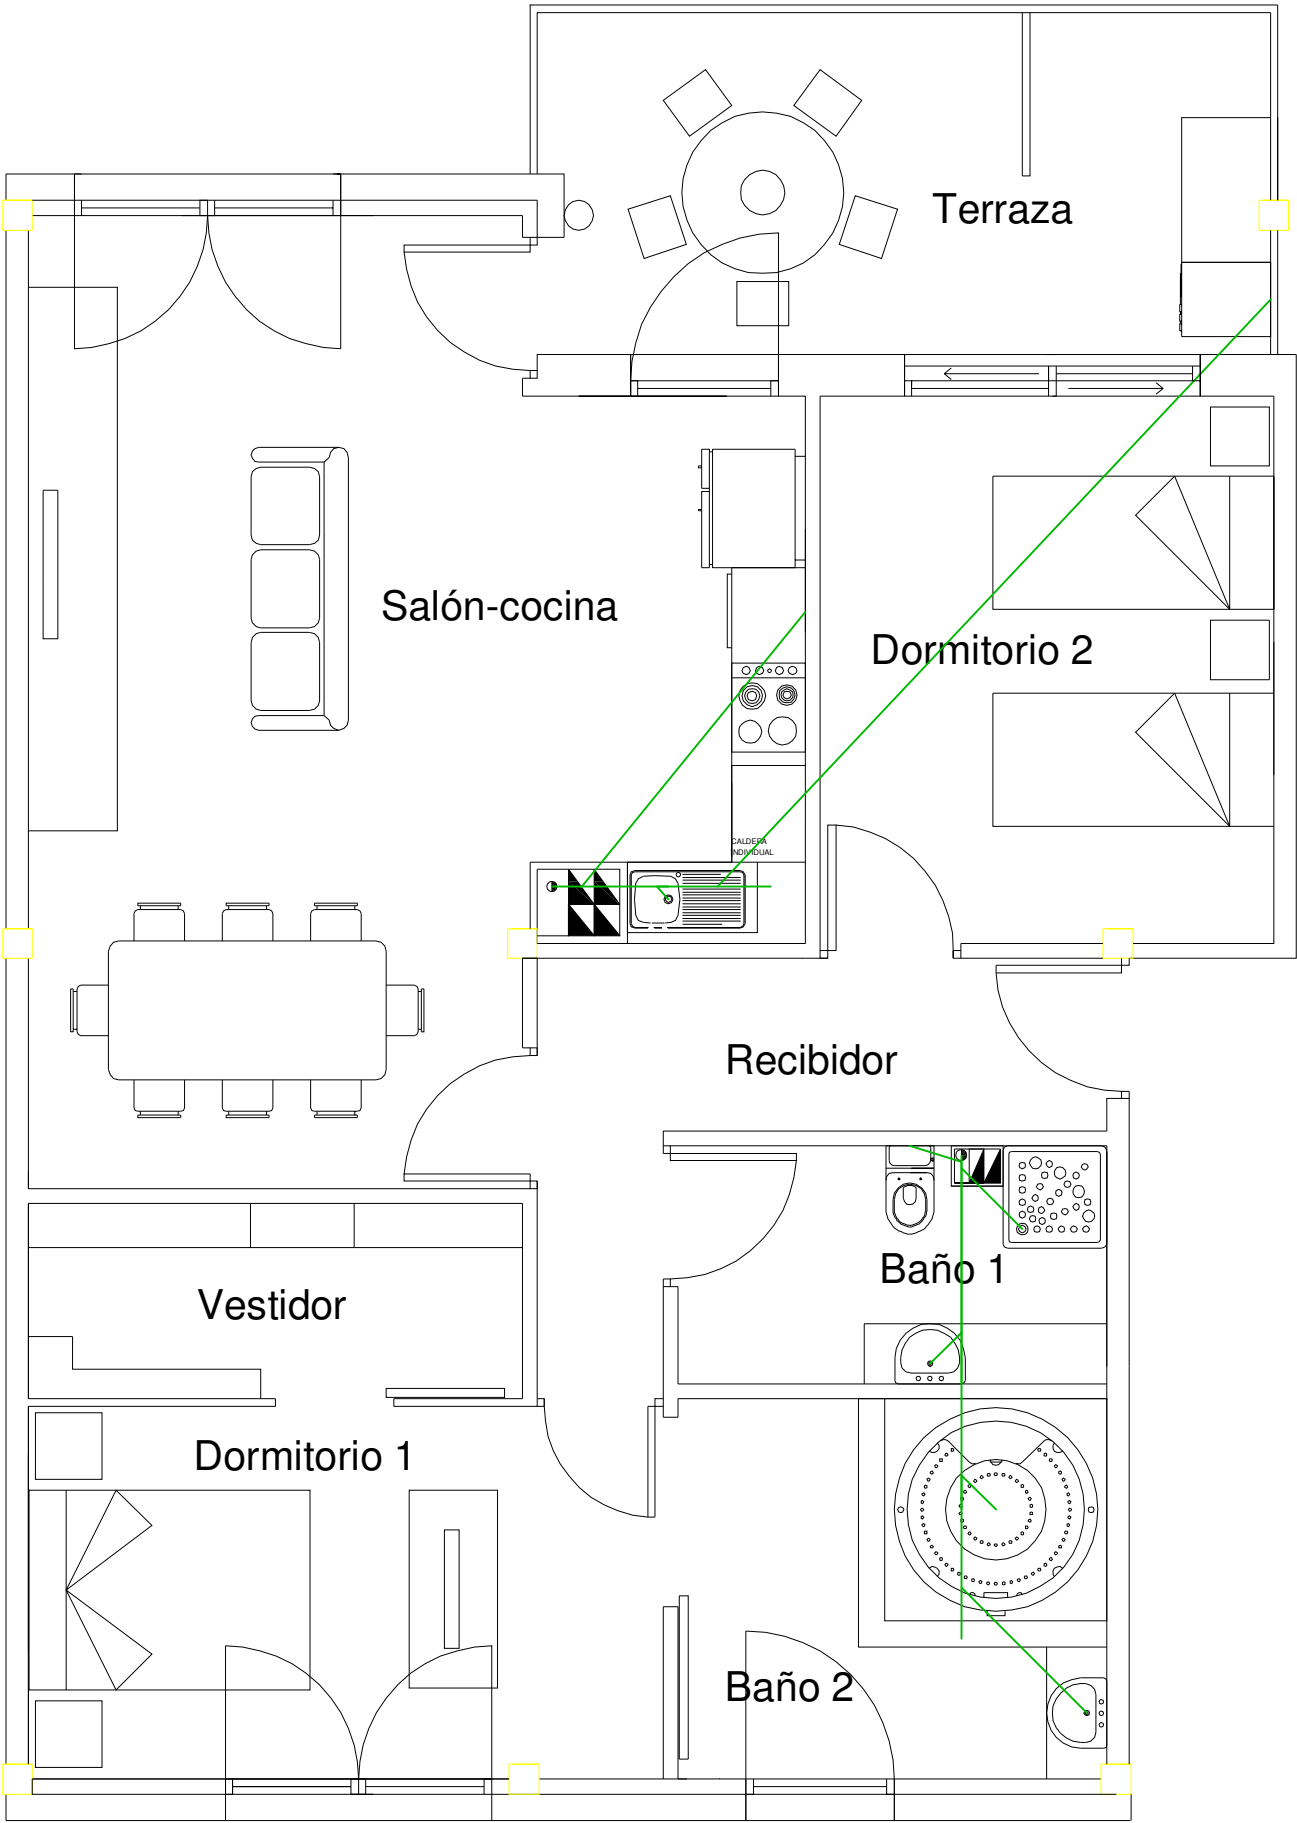 Terraza
Salón-cocina
Dormitorio 2
CALDERA
INDIVIDUAL
Recibidor
Baño 1
Vestidor
Dormitorio 1
Baño 2